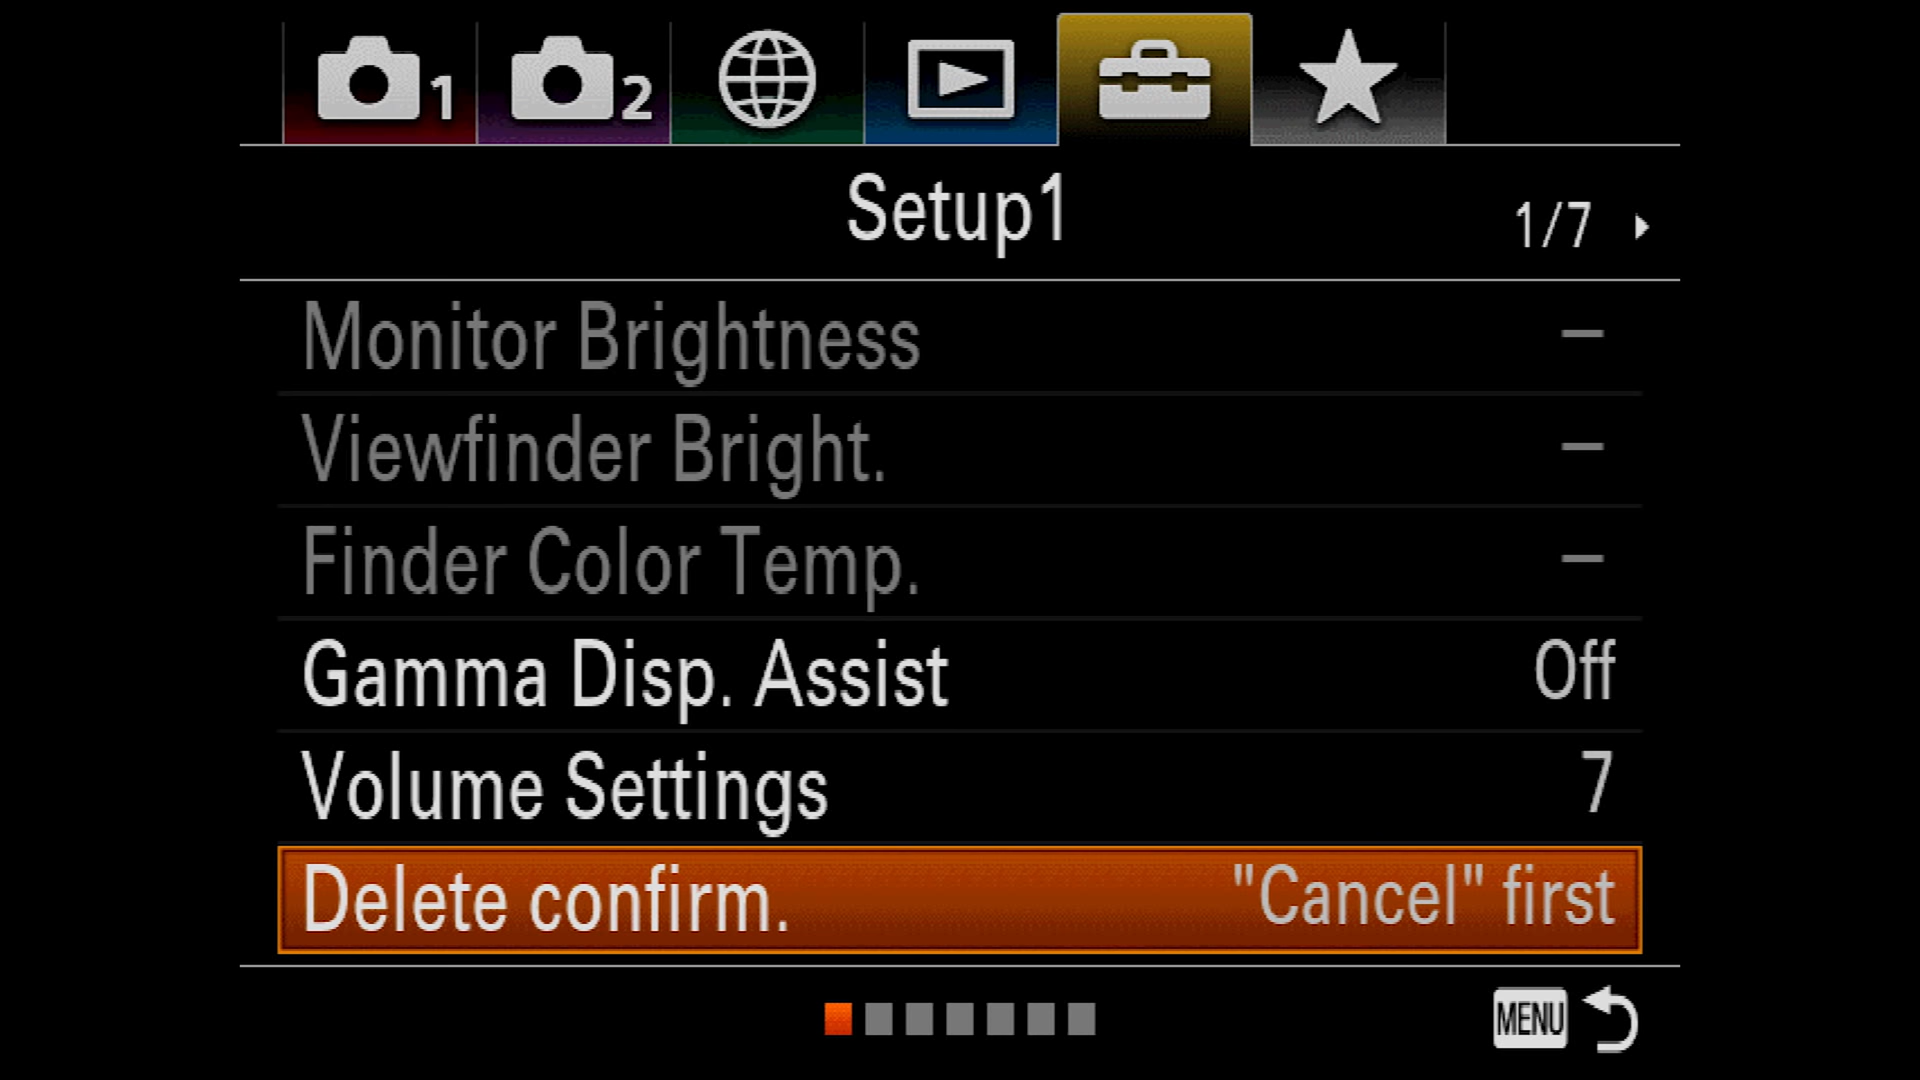 1 2
Setup1 1/7
Monitor Brightness –
Viewfinder Bright. –
Finder Color Temp. –
Gamma Disp. Assist Off
Volume Settings 7
Delete confirm. "Cancel" first
MENU